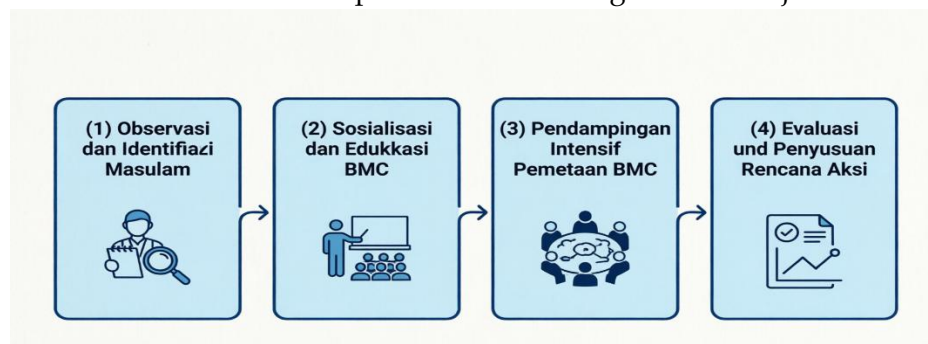 (1) Observasi
dan Identifiazi
Masulam
(2) Sosialisasi
dan Edukkasi
BMC
(3) Pendampingan
Intensif
Pemetaan BMC
(4) Evaluasi
und Penyusuan
Rencana Aksi